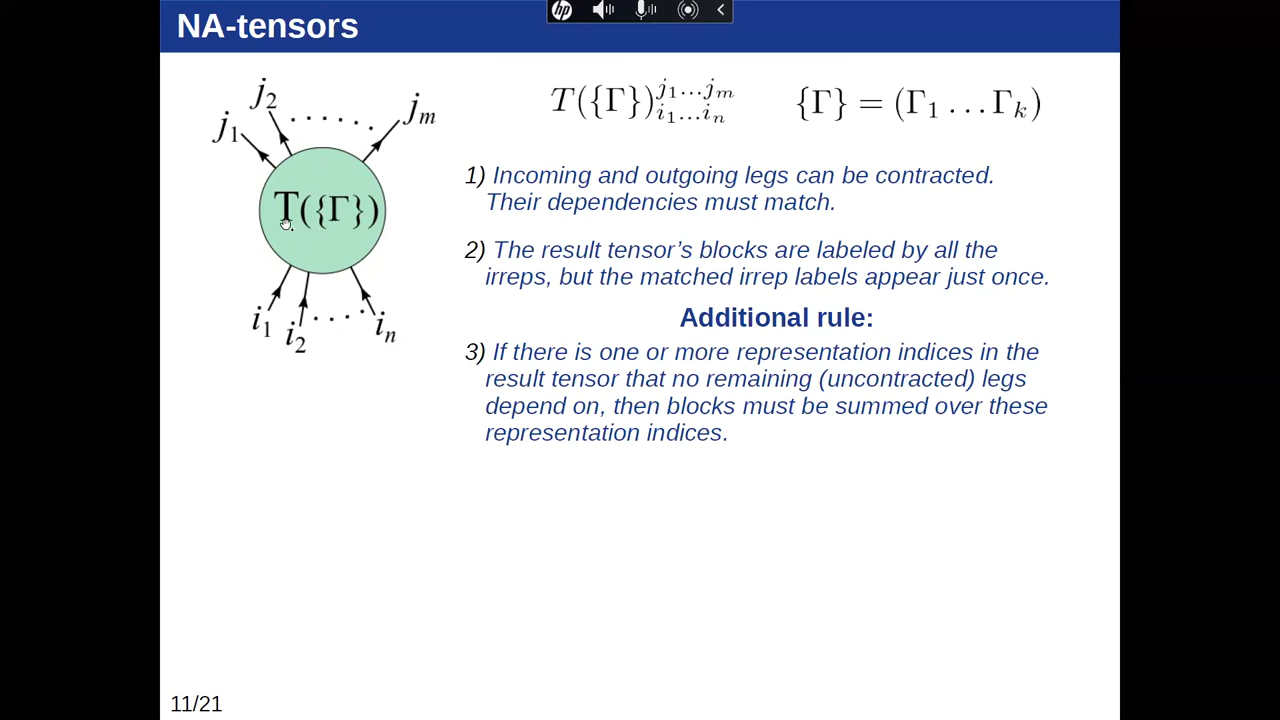 NA-tensors
j₁ j₂ ...... jₘ
T({Γ})
i₁ i₂ .... iₙ
T({Γ})^{j₁...jₘ}_{i₁...iₙ} {Γ} = (Γ₁ ... Γₖ)
1) Incoming and outgoing legs can be contracted.
Their dependencies must match.
2) The result tensor’s blocks are labeled by all the
irreps, but the matched irrep labels appear just once.
Additional rule:
3) If there is one or more representation indices in the
result tensor that no remaining (uncontracted) legs
depend on, then blocks must be summed over these
representation indices.
11/21
hp